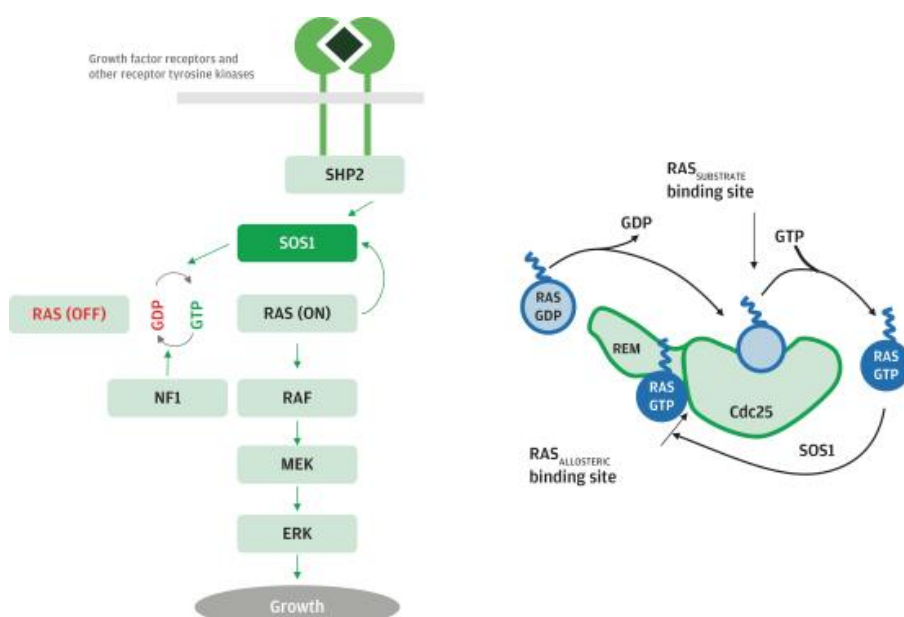 Growth factor receptors and
other receptor tyrosine kinases
SHP2
SOS1
RAS (OFF)
GDP
GTP
RAS (ON)
NF1
RAF
MEK
ERK
Growth
RAS SUBSTRATE
binding site
GDP
GTP
RAS
GDP
REM
RAS
GTP
RAS
GTP
Cdc25
SOS1
RAS ALLOSTERIC
binding site